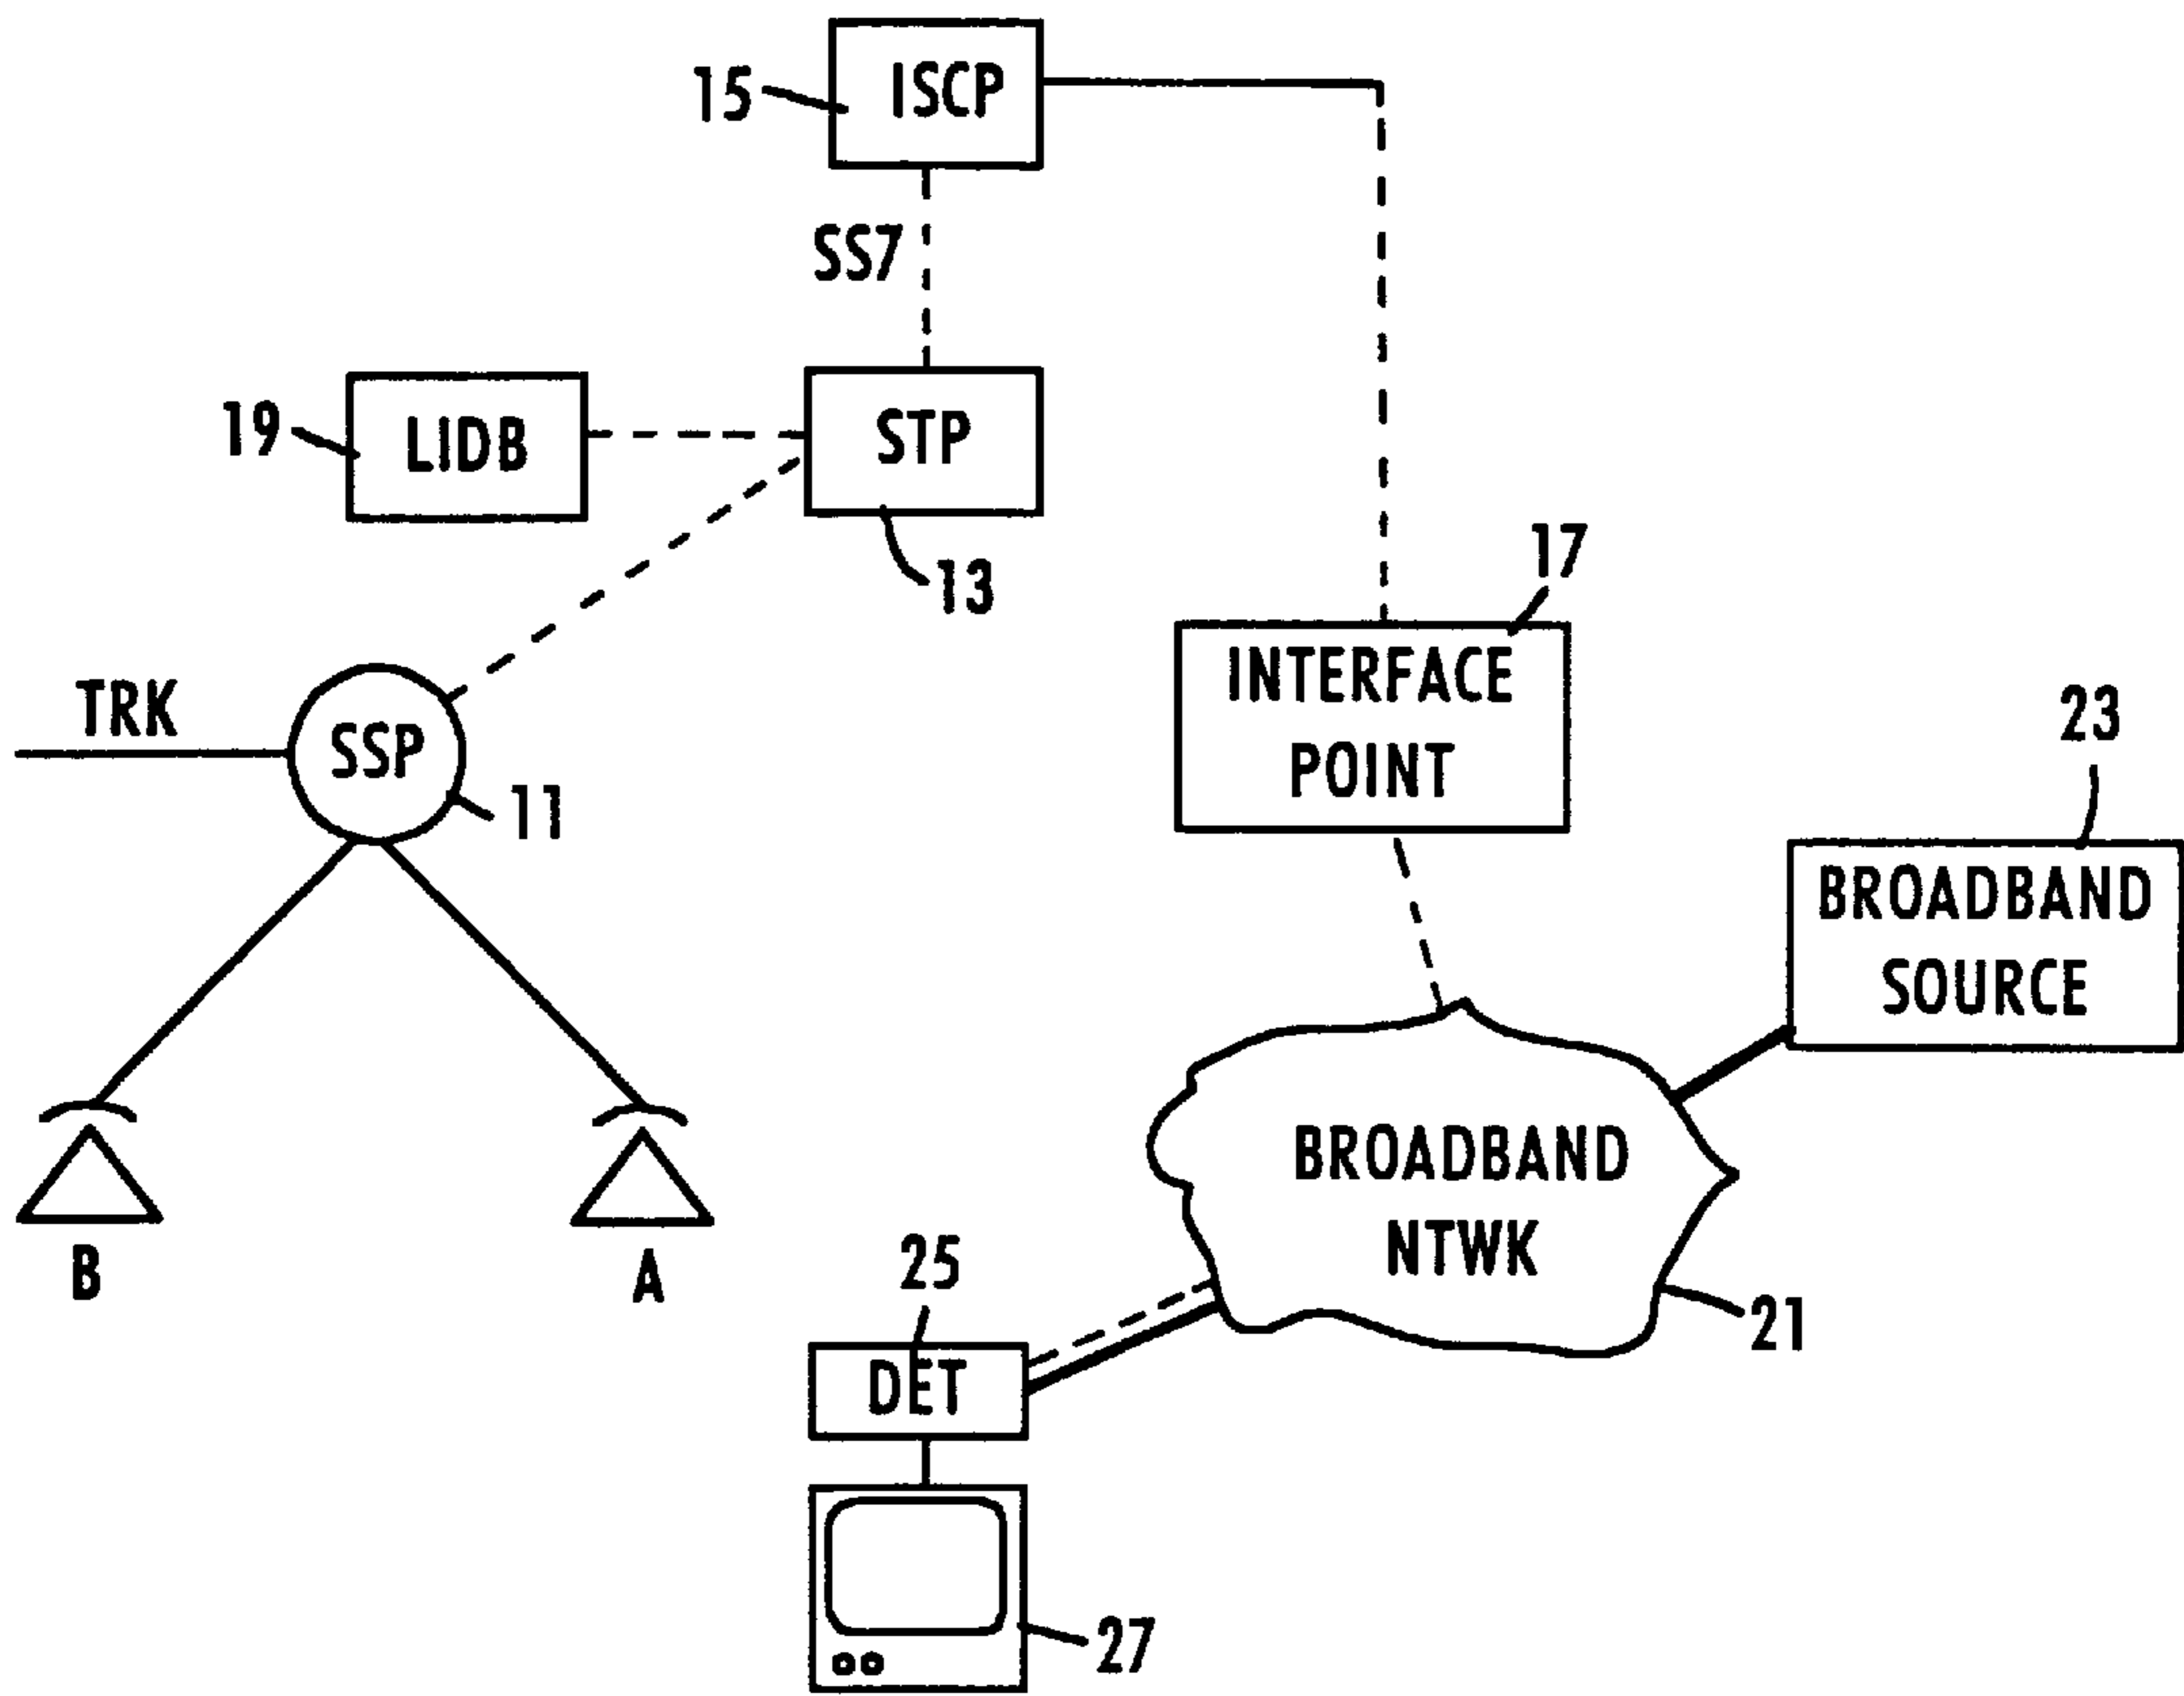 15
ISCP
SS7
19
LIDB
STP
13
17
INTERFACE
POINT
TRK
SSP
11
23
BROADBAND
SOURCE
BROADBAND
NTWK
21
B
A
25
DET
27